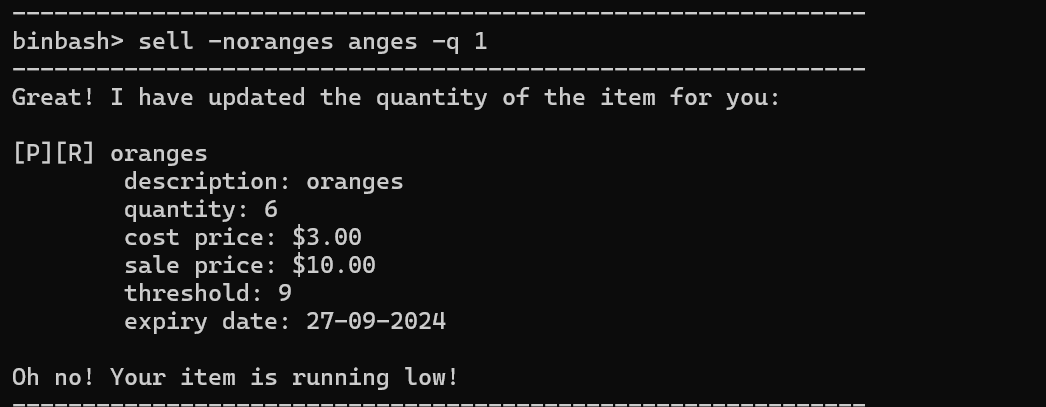 ------------------------------------------------------------
binbash> sell -noranges anges -q 1
------------------------------------------------------------
Great! I have updated the quantity of the item for you:
[P][R] oranges
description: oranges
quantity: 6
cost price: $3.00
sale price: $10.00
threshold: 9
expiry date: 27-09-2024
Oh no! Your item is running low!
------------------------------------------------------------